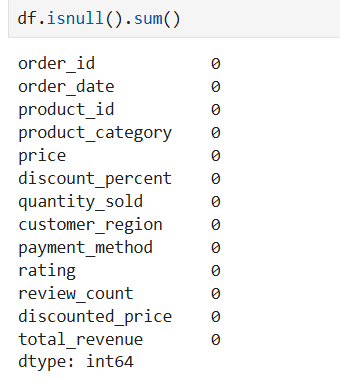 df.isnull().sum()
order_id 0
order_date 0
product_id 0
product_category 0
price 0
discount_percent 0
quantity_sold 0
customer_region 0
payment_method 0
rating 0
review_count 0
discounted_price 0
total_revenue 0
dtype: int64